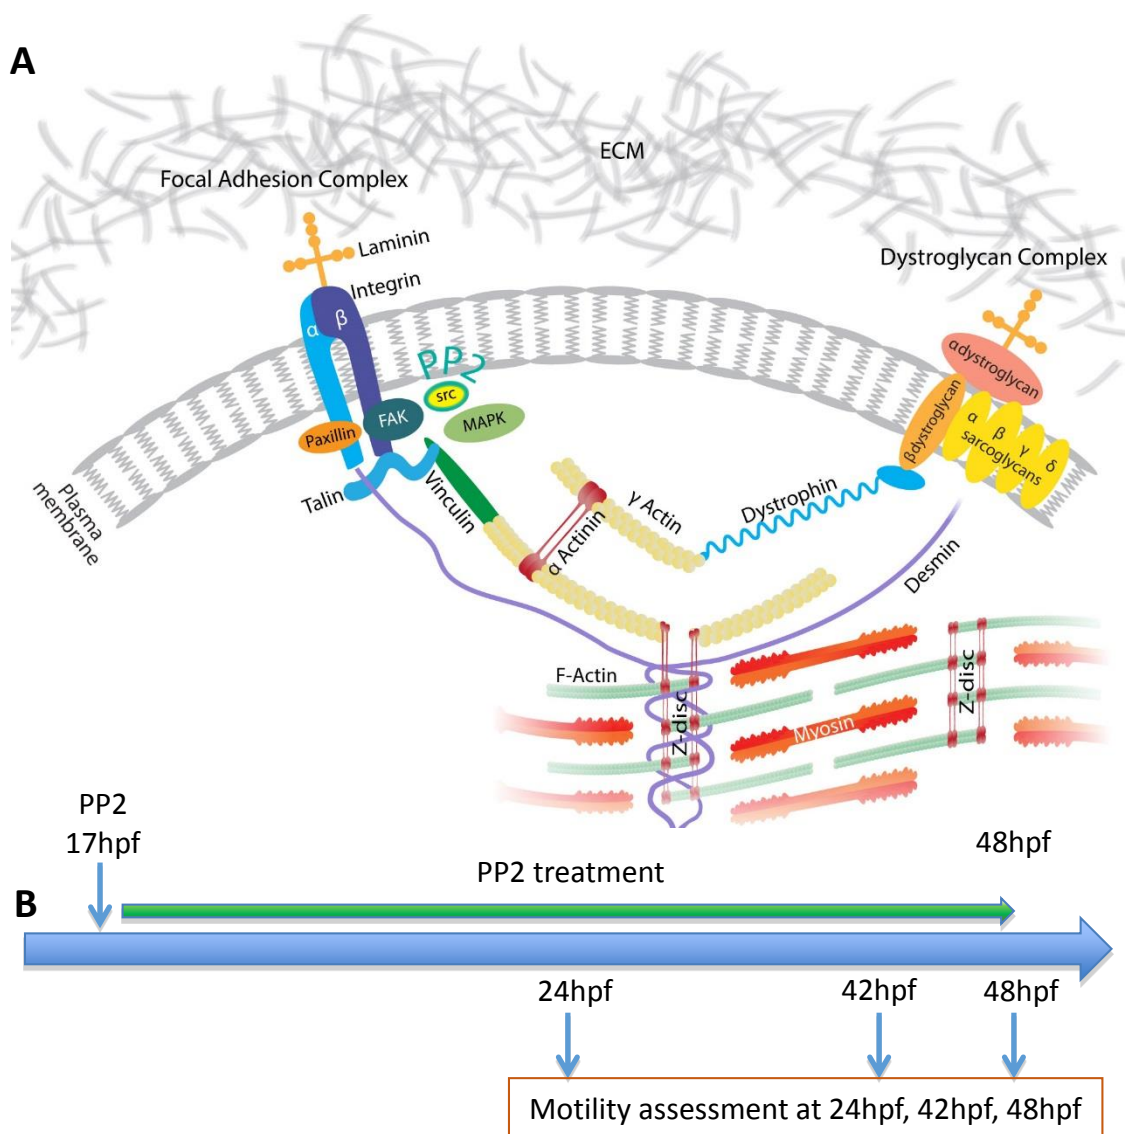 A
ECM
Focal Adhesion Complex
Laminin
Integrin
Dystroglycan Complex
α
β
PP2
src
FAK
MAPK
Paxillin
αdystroglycan
βdystroglycan
α
β
γ
δ
sarcoglycans
Talin
Vinculin
Plasma
membrane
α Actinin
γ Actin
Dystrophin
Desmin
F-Actin
Z-disc
Myosin
Z-disc
PP2
17hpf
48hpf
PP2 treatment
B
24hpf
42hpf
48hpf
Motility assessment at 24hpf, 42hpf, 48hpf